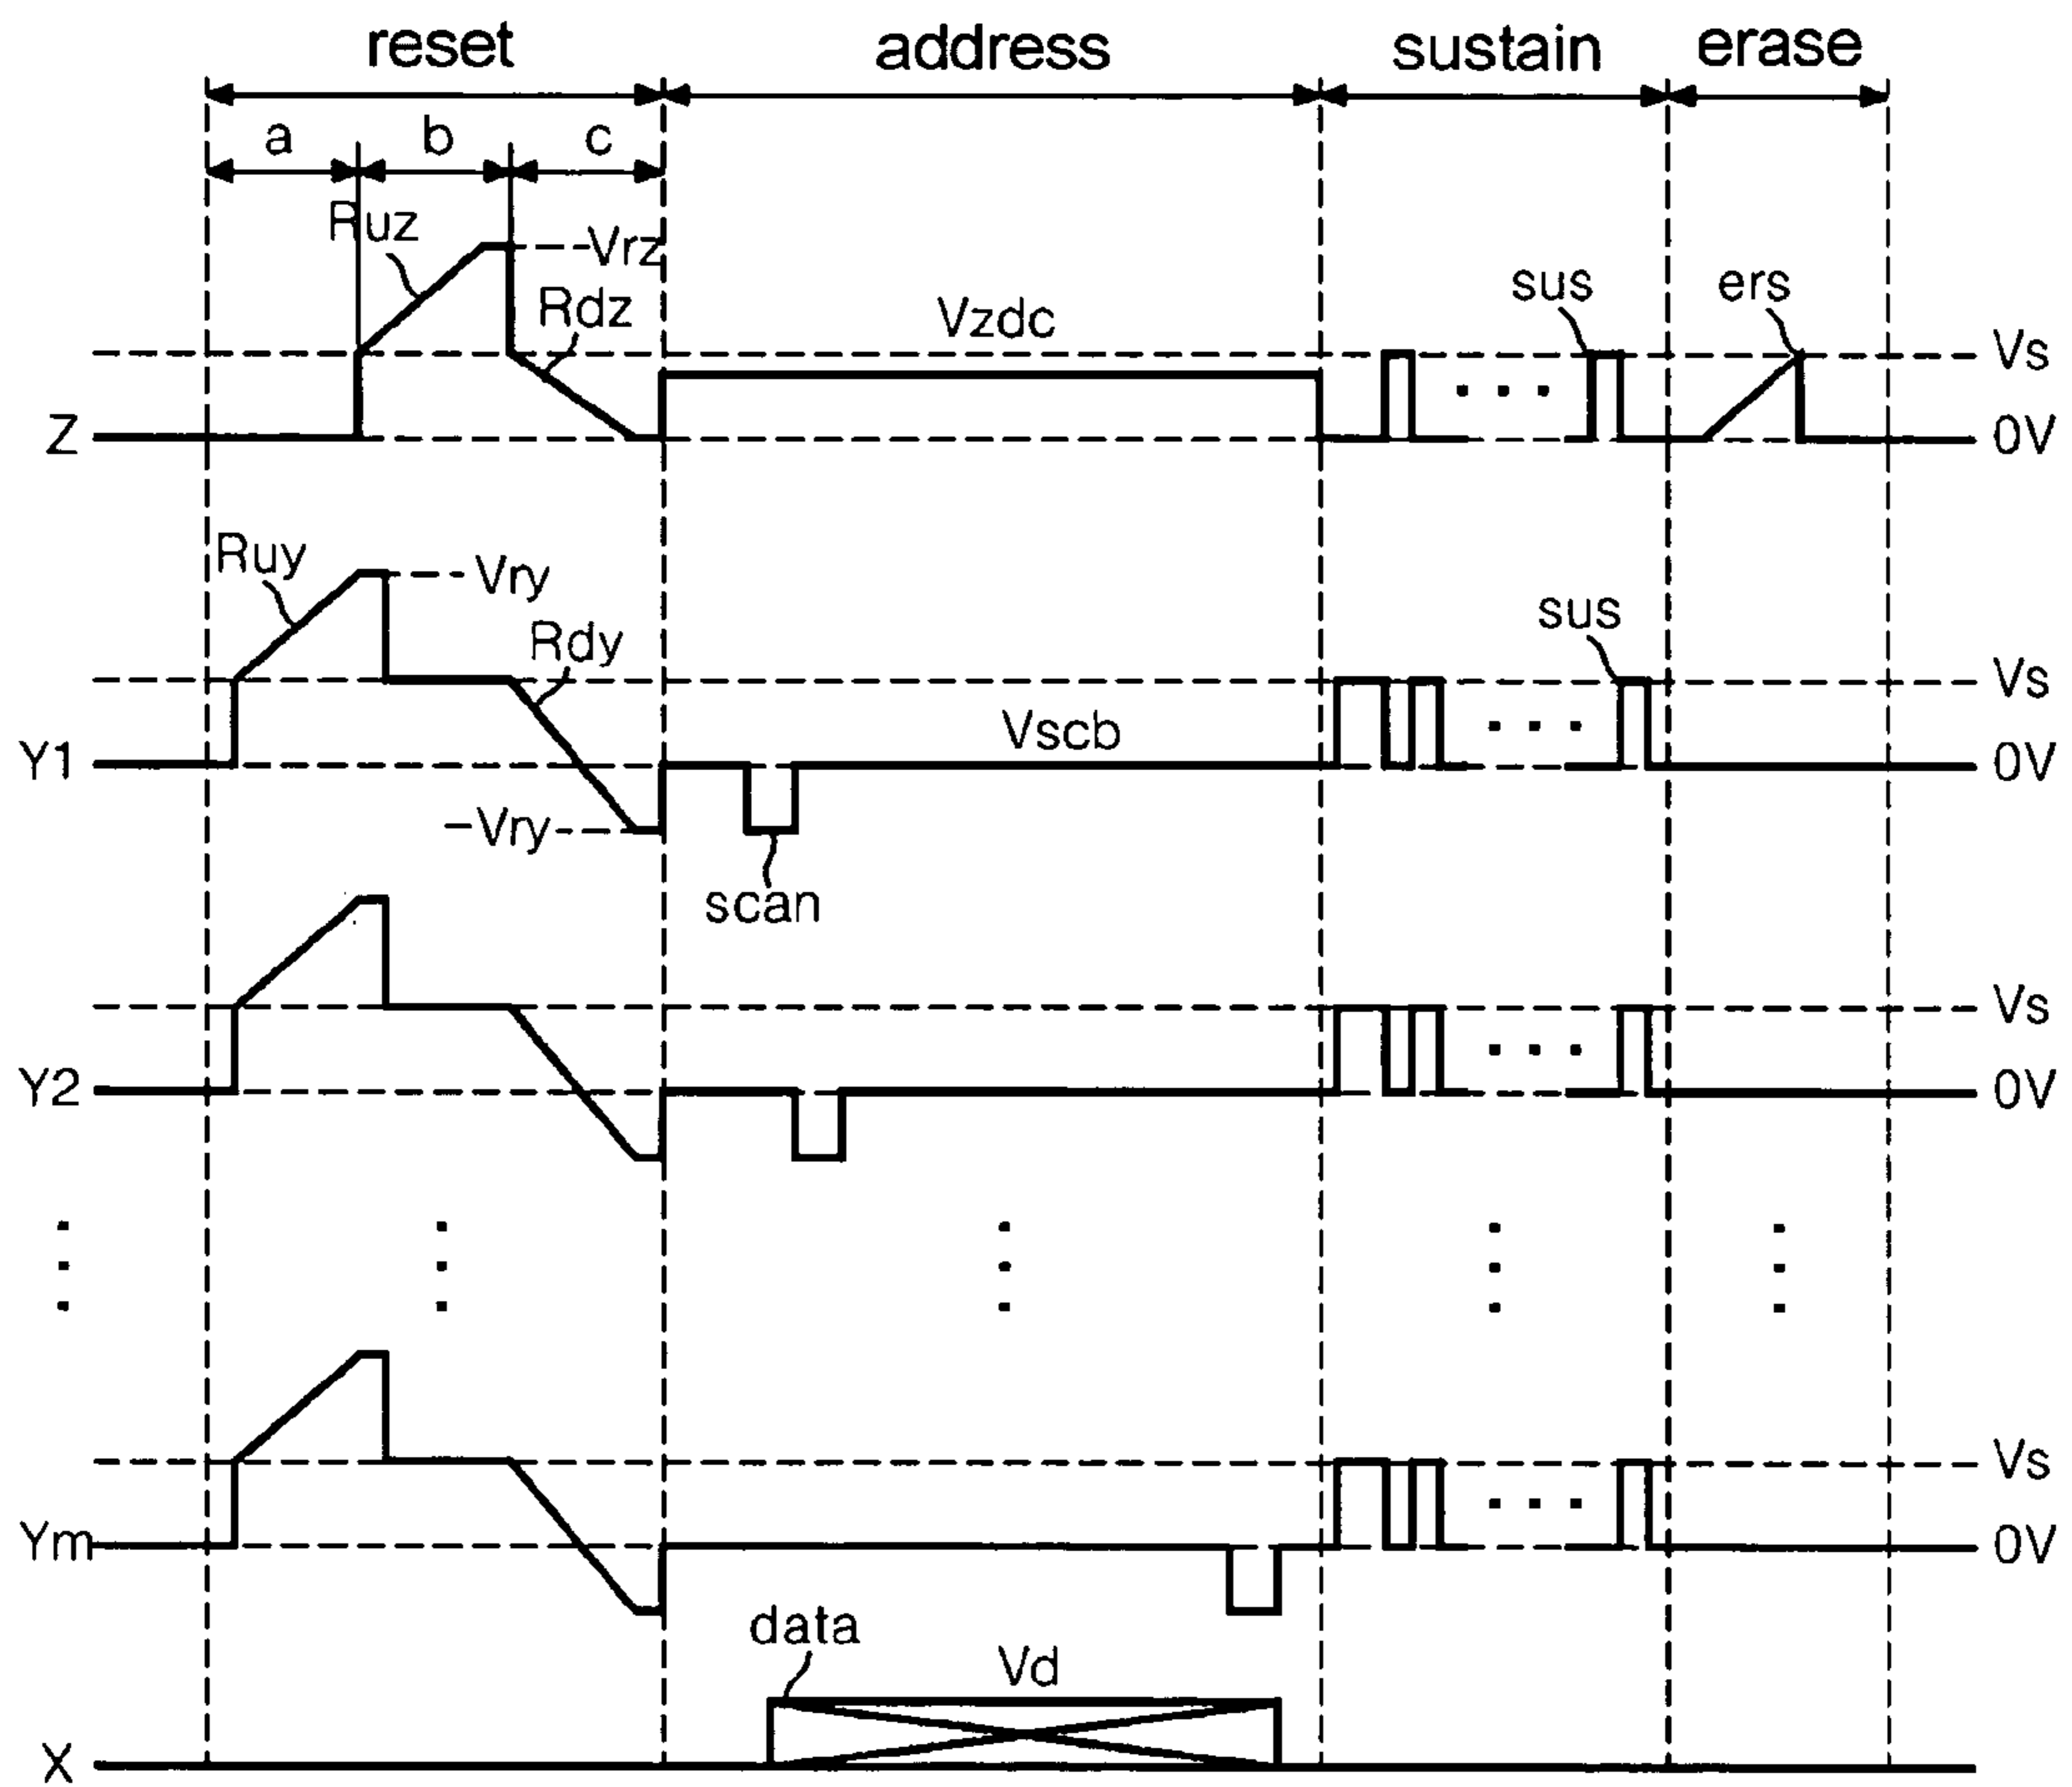 reset address sustain erase
a b c
Ruz
Vrz
Rdz
Vzdc
sus
ers
Vs
Z
0V
Ruy
Vry
Rdy
sus
Vs
Y1
Vscb
0V
-Vry
scan
Vs
Y2
0V
Vs
Ym
0V
data
Vd
X